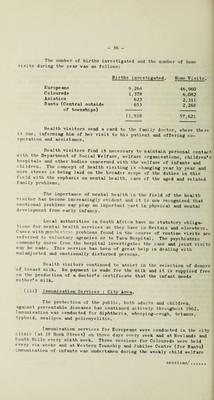 - 36 -
The number of births investigated and the number of home
visits during the year was as follows:
Births investigated. Home Visits.
Europeans 9,264 46,960
Coloureds 1,378 6,082
Asiatics 623 2,311
Bantu (Central outside 653 2,268
of townships)
11,918 57,621
Health visitors send a card to the family doctor, where there
is one, informing him of her visit to his patient and offering co-
operation and assistance.
Health visitors find it necessary to maintain personal contact
with the Department of Social Welfare, welfare organisations, children's
hospitals and other bodies concerned with the welfare of infants and
children. The concept of health visiting is changing year by year and
more stress is being laid on the broader scope of the duties in this
field with the emphasis on mental health, care of the aged and related
family problems.
The importance of mental health in the field of the health
visitor has become increasingly evident and it is now recognised that
emotional problems may play an important part in physical and mental
development from early infancy.
Local authorities in South Africa have no statutory obliga-
tions for mental health services as they have in Britain and elsewhere.
Cases with psychiatric problems found in the course of routine visits are
referred to the Clinic operated by Tara Hospital. The psychiatric
community nurse from the hospital investigates the case and joint visits
may be made. This service has been of great help in dealing with
maladjusted and emotionally disturbed persons.
Health visitors continued to assist in the selection of donors
of breast milk. No payment is made for the milk and it is supplied free
on the production of a doctor's certificate that the infant needs
mother's milk.
(iii) Immunisation Services : City Area.
The protection of the public, both adults and children,
against preventable diseases has continued actively throughout 1962.
Immunisation was conducted for diphtheria, whooping-cough, tetanus,
typhoid, smallpox and poliomyelitis.
Immunisation services for Europeans were conducted in the city
clinic (at 10 Hoek Street) on three days every week and at Newlands and
South Hills every sixth week. Three sessions for Coloureds were held
every six weeks and at Western Township and Jubilee Centre (for Bantu)
immunisation of infants was undertaken during the weekly child welfare
sessions/......